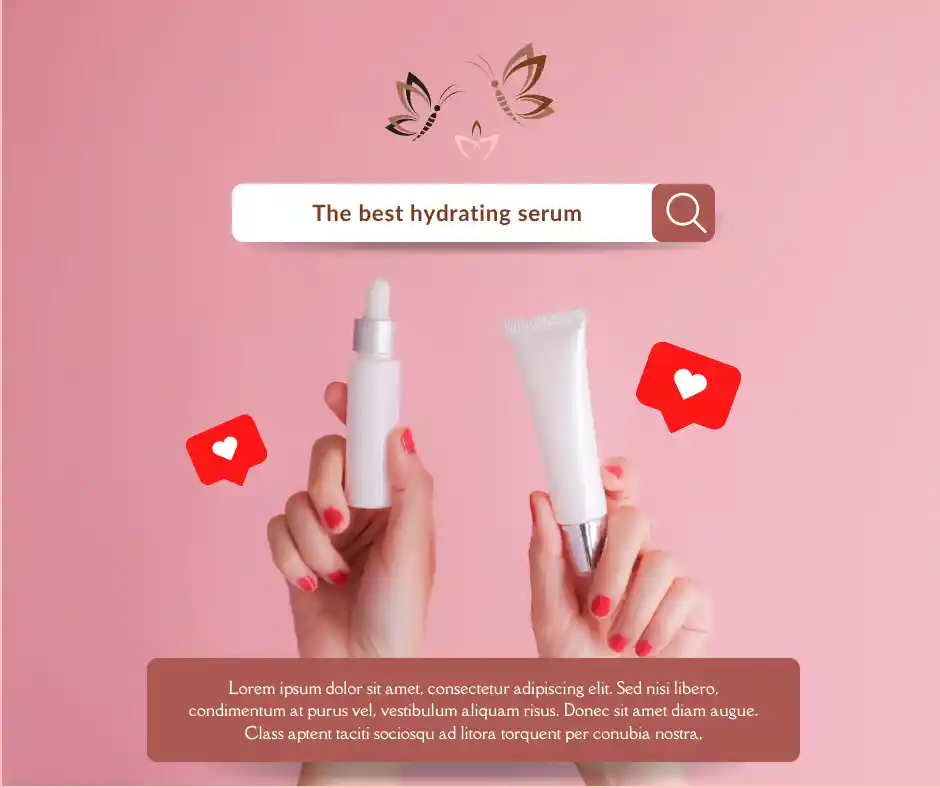 The best hydrating serum
Lorem ipsum dolor sit amet, consectetur adipiscing elit. Sed nisi libero,
condimentum at purus vel, vestibulum aliquam risus. Donec sit amet diam augue.
Class aptent taciti sociosqu ad litora torquent per conubia nostra.